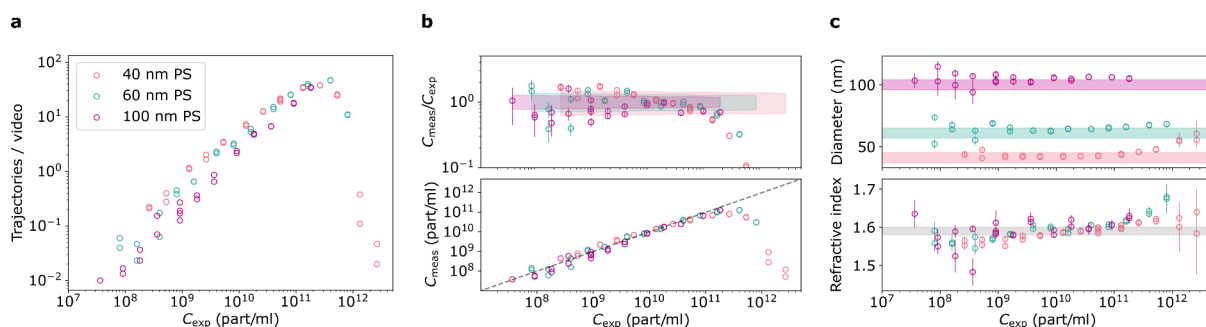 a
b
c
Trajectories / video
10²
10¹
10⁰
10⁻¹
10⁻²
40 nm PS
60 nm PS
100 nm PS
10⁷ 10⁸ 10⁹ 10¹⁰ 10¹¹ 10¹²
C_exp (part/ml)
C_meas/C_exp
10⁰
10⁻¹
C_meas (part/ml)
10¹²
10¹¹
10¹⁰
10⁹
10⁸
10⁸ 10⁹ 10¹⁰ 10¹¹ 10¹²
C_exp (part/ml)
Diameter (nm)
100
50
Refractive index
1.7
1.6
1.5
10⁷ 10⁸ 10⁹ 10¹⁰ 10¹¹ 10¹²
C_exp (part/ml)